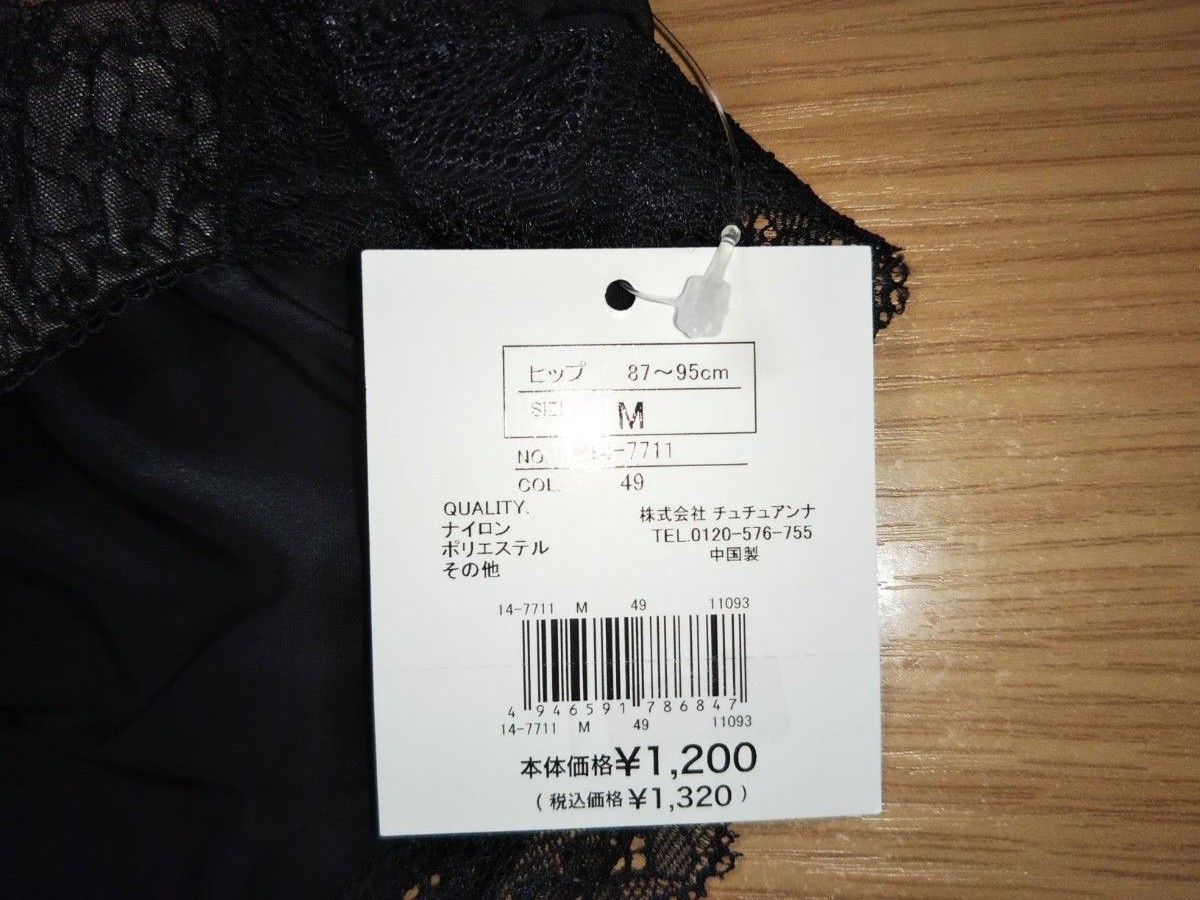 ヒップ 87～95cm
SIZE M
NO. 14-7711
COL. 49
QUALITY.
ナイロン
ポリエステル
その他
株式会社 チュチュアンナ
TEL.0120-576-755
中国製
14-7711 M 49 11093
4 946591 786847
14-7711 M 49 11093
本体価格¥1,200
(税込価格¥1,320)